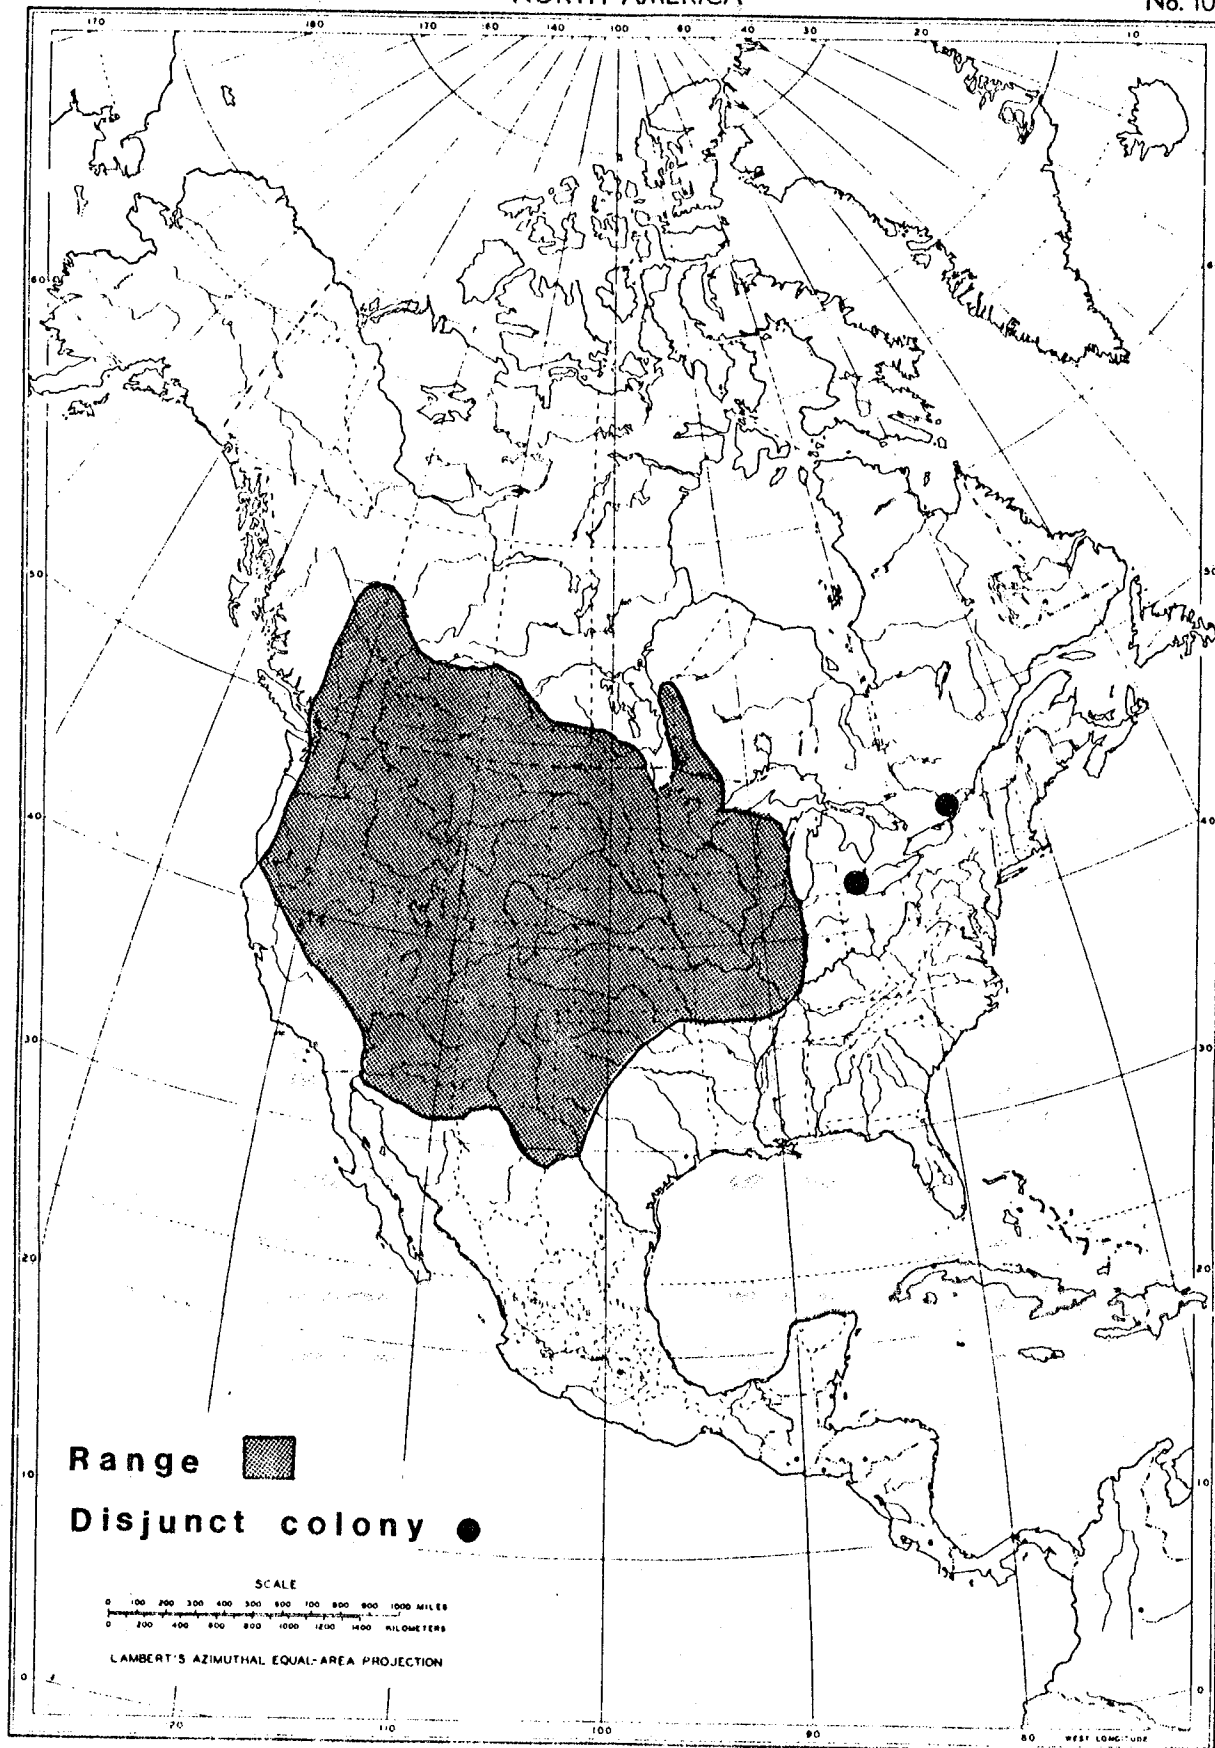 NORTH AMERICA
No. 10
170 180 170 160 140 120 100 80 60 40 30 20 10
60
50
50
40
40
30
30
20
20
Range
10
10
Disjunct colony
SCALE
0 100 200 300 400 500 600 700 800 900 1000 MILES
0 200 400 600 800 1000 1200 1400 KILOMETERS
LAMBERT'S AZIMUTHAL EQUAL-AREA PROJECTION
0
0
110 100 90 80 WEST LONGITUDE